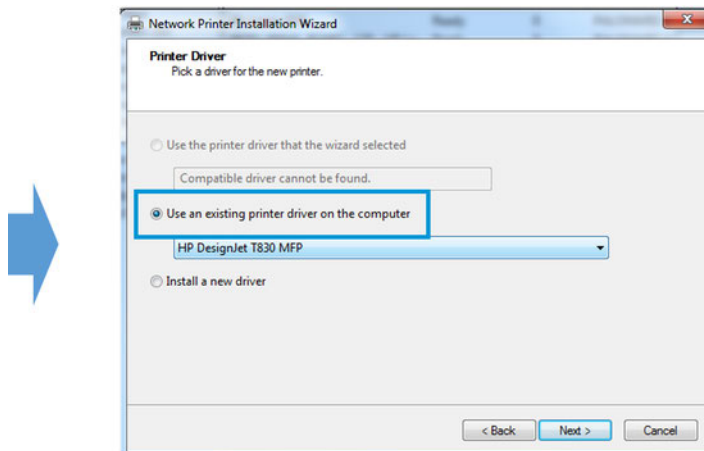 Network Printer Installation Wizard
Printer Driver
Pick a driver for the new printer.
Use the printer driver that the wizard selected
Compatible driver cannot be found.
Use an existing printer driver on the computer
HP DesignJet T830 MFP
Install a new driver
< Back Next > Cancel